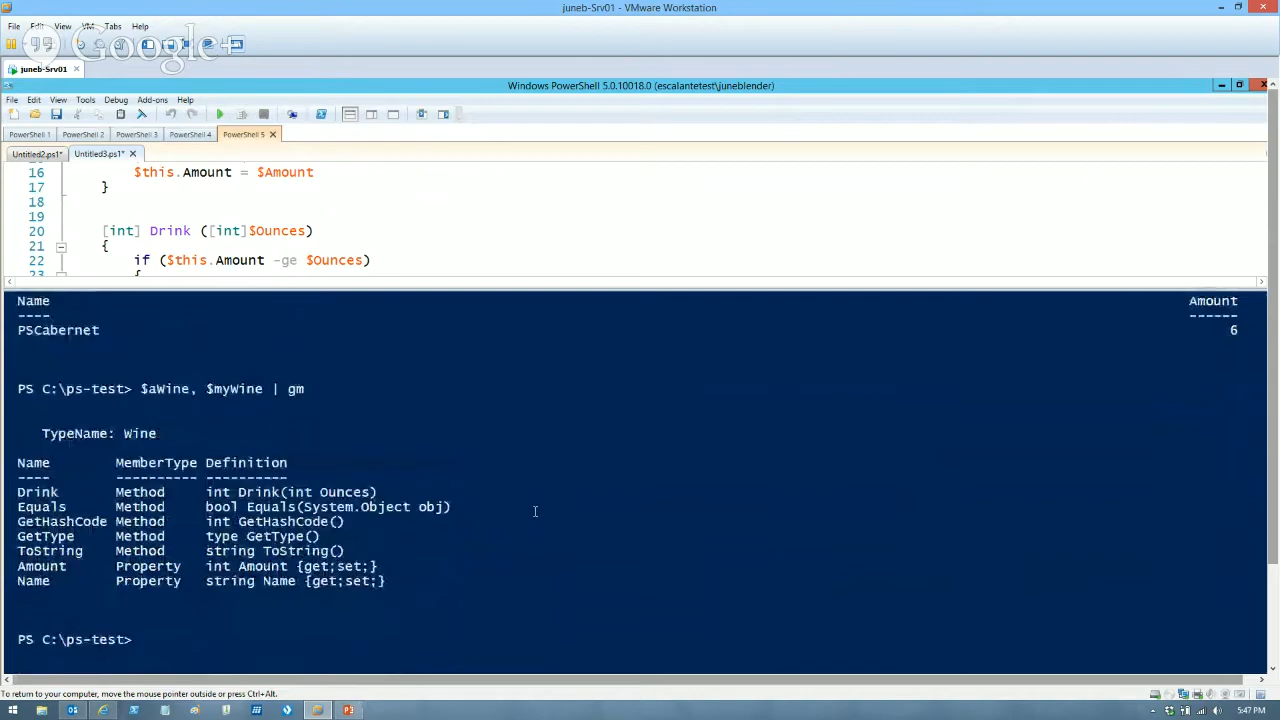 juneb-Srv01 - VMware Workstation
File Edit View VM Tabs Help
Google+
juneb-Srv01
Windows PowerShell 5.0.10018.0 (escalantetest\juneblender)
File Edit View Tools Debug Add-ons Help
PowerShell 1 PowerShell 2 PowerShell 3 PowerShell 4 PowerShell 5
Untitled2.ps1* Untitled3.ps1*
16 $this.Amount = $Amount
17 }
18
19
20 [int] Drink ([int]$Ounces)
21 {
22 if ($this.Amount -ge $Ounces)
23 {
Name Amount
---- ------
PSCabernet 6
PS C:\ps-test> $aWine, $myWine | gm
TypeName: Wine
Name MemberType Definition
---- ---------- ----------
Drink Method int Drink(int Ounces)
Equals Method bool Equals(System.Object obj)
GetHashCode Method int GetHashCode()
GetType Method type GetType()
ToString Method string ToString()
Amount Property int Amount {get;set;}
Name Property string Name {get;set;}
PS C:\ps-test>
To return to your computer, move the mouse pointer outside or press Ctrl+Alt.
5:47 PM